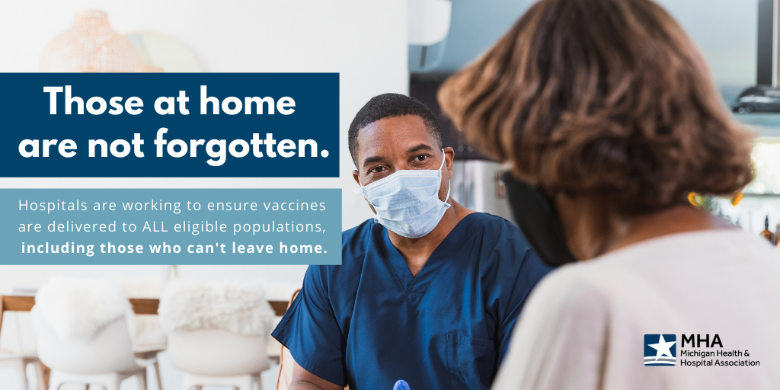 Those at home
are not forgotten.
Hospitals are working to ensure vaccines
are delivered to ALL eligible populations,
including those who can't leave home.
MHA
Michigan Health &
Hospital Association